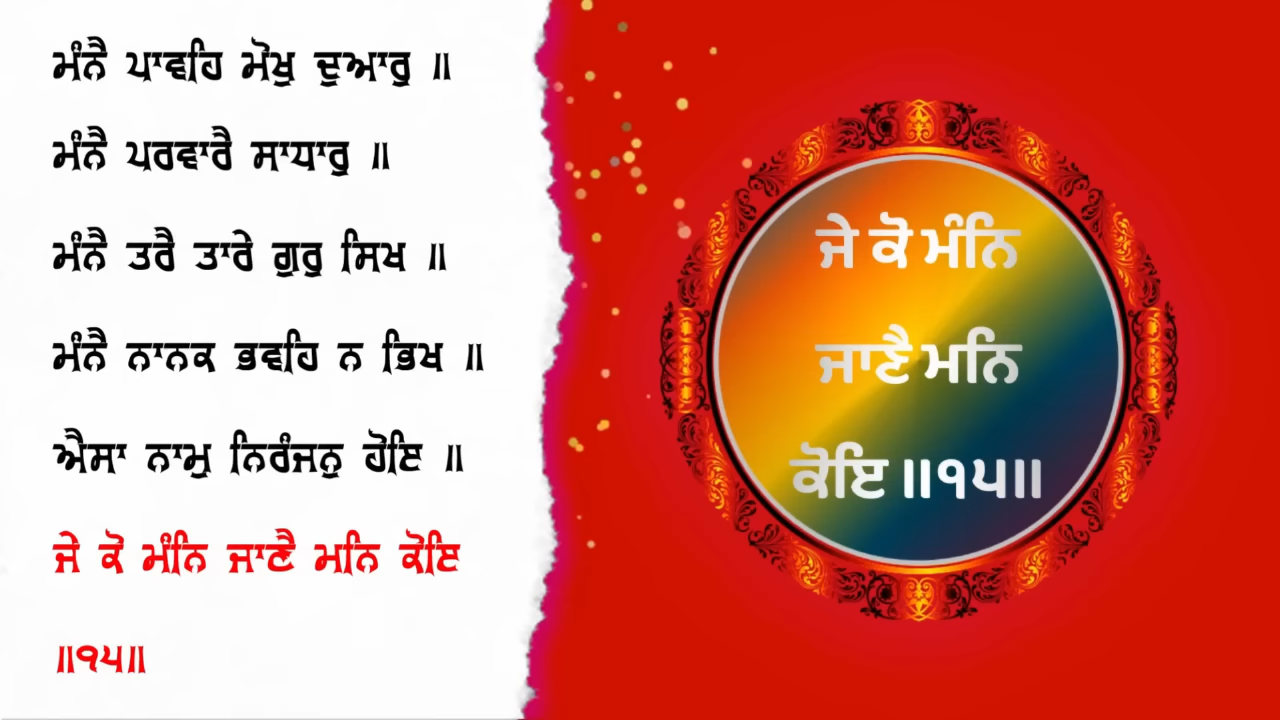 ਮੰਨੈ ਪਾਵਹਿ ਮੋਖੁ ਦੁਆਰੁ ॥
ਮੰਨੈ ਪਰਵਾਰੈ ਸਾਧਾਰੁ ॥
ਮੰਨੈ ਤਰੈ ਤਾਰੇ ਗੁਰੁ ਸਿਖ ॥
ਮੰਨੈ ਨਾਨਕ ਭਵਹਿ ਨ ਭਿਖ ॥
ਐਸਾ ਨਾਮੁ ਨਿਰੰਜਨੁ ਹੋਇ ॥
ਜੇ ਕੋ ਮੰਨਿ ਜਾਣੈ ਮਨਿ ਕੋਇ
॥੧੫॥
ਜੇ ਕੋ ਮੰਨਿ
ਜਾਣੈ ਮਨਿ
ਕੋਇ ॥੧੫॥